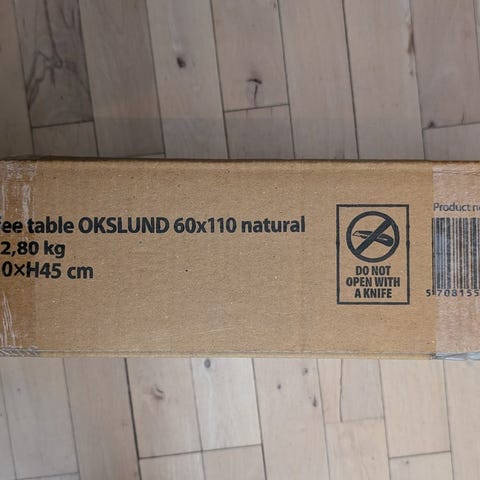 fee table OKSLUND 60x110 natural
2,80 kg
0×H45 cm
DO NOT
OPEN WITH
A KNIFE
Product n
5 708155